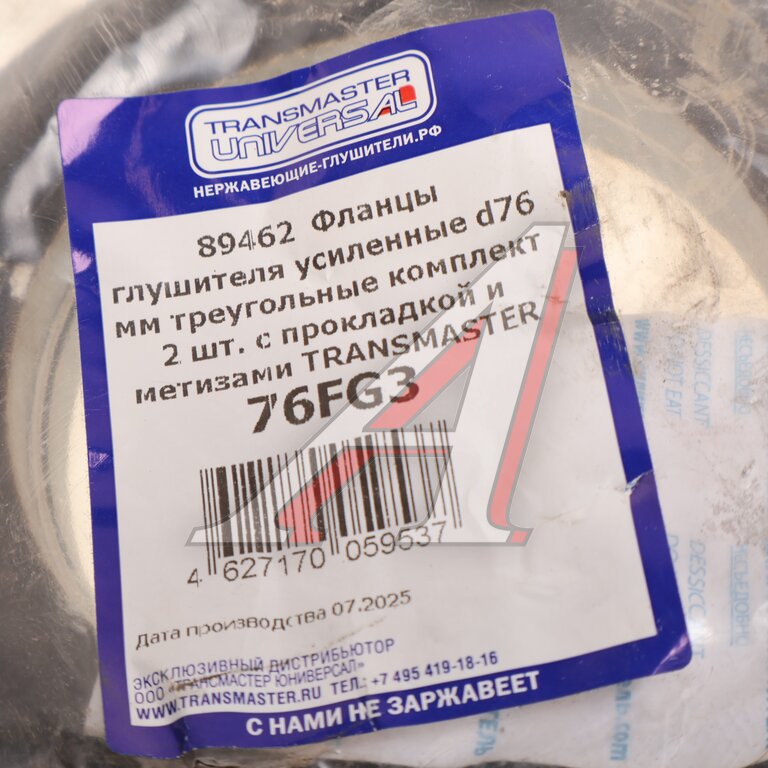 TRANSMASTER
UNIVERSAL
НЕРЖАВЕЮЩИЕ-ГЛУШИТЕЛИ.РФ
89462 Фланцы
глушителя усиленные d76
мм треугольные комплект
2 шт. с прокладкой и
метизами TRANSMASTER
76FG3
4 627170 059537
Дата производства 07.2025
ЭКСКЛЮЗИВНЫЙ ДИСТРИБЬЮТОР
ООО «ТРАНСМАСТЕР ЮНИВЕРСАЛ»
WWW.TRANSMASTER.RU ТЕЛ.: +7 495 419-18-16
С НАМИ НЕ ЗАРЖАВЕЕТ
DESSICCANT
NOT EAT